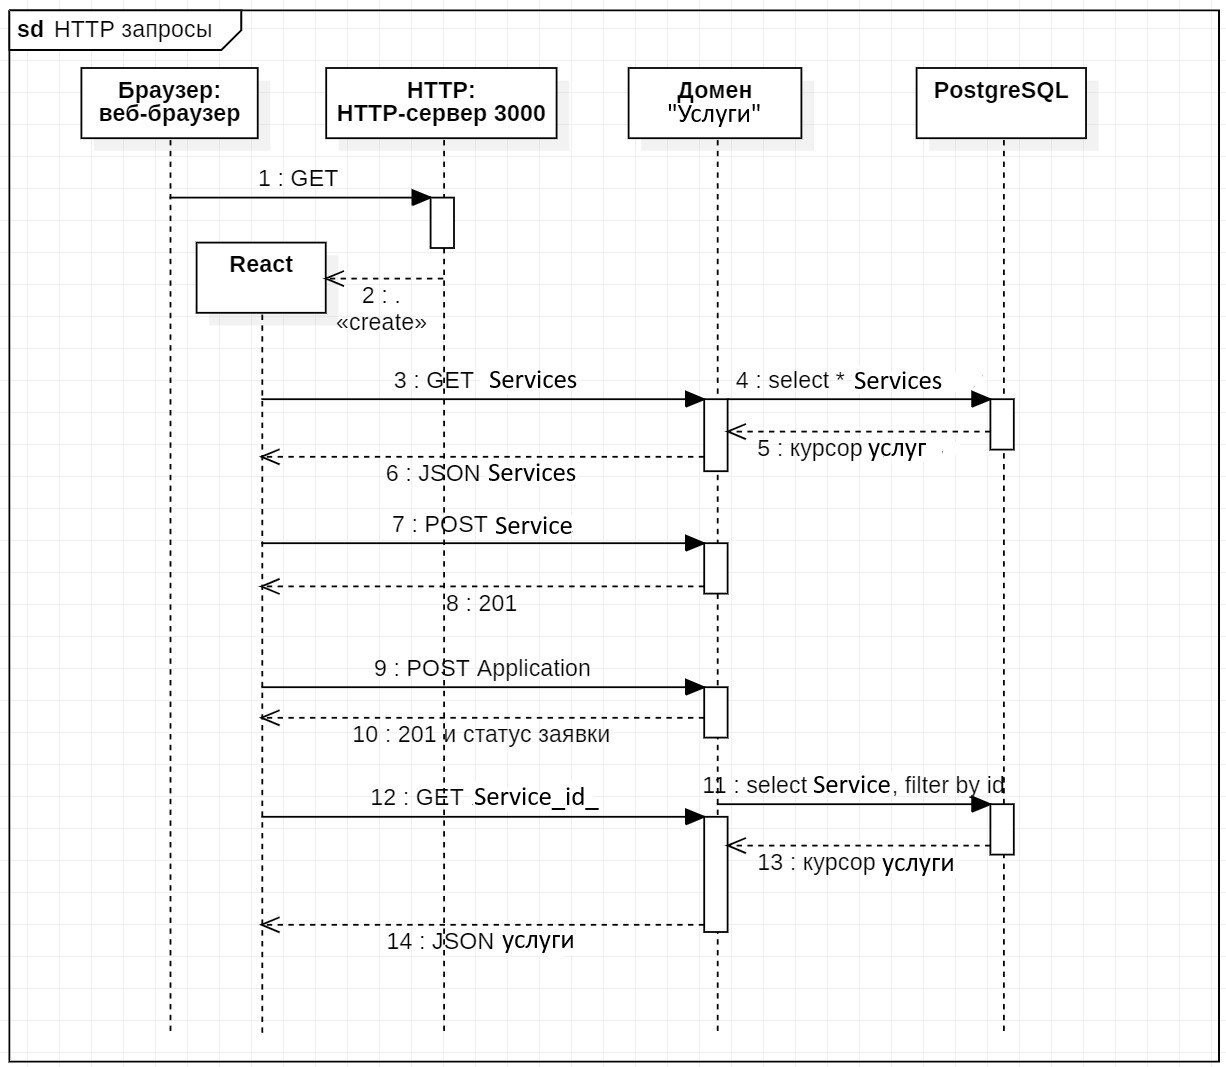 sd HTTP запросы
Браузер:
веб-браузер
HTTP:
HTTP-сервер 3000
Домен
"Услуги"
PostgreSQL
1 : GET
React
2 : .
«create»
3 : GET Services
4 : select * Services
5 : курсор услуг
6 : JSON Services
7 : POST Service
8 : 201
9 : POST Application
10 : 201 и статус заявки
11 : select Service, filter by id
12 : GET Service_id_
13 : курсор услуги
14 : JSON услуги